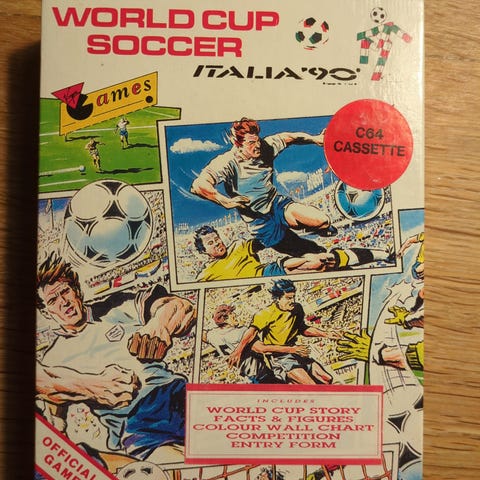 WORLD CUP
SOCCER
ITALIA '90
Games
C64
CASSETTE
INCLUDES
WORLD CUP STORY
FACTS & FIGURES
COLOUR WALL CHART
COMPETITION
ENTRY FORM
OFFICIAL
GAME